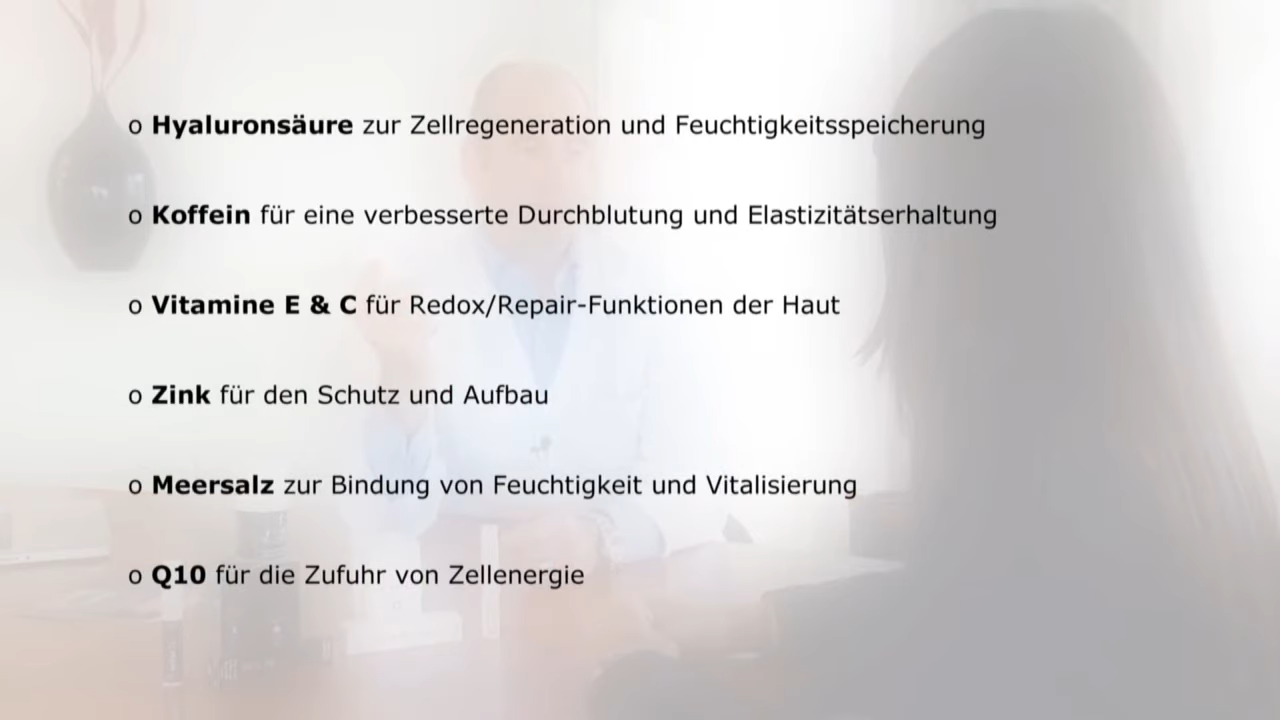 o Hyaluronsäure zur Zellregeneration und Feuchtigkeitsspeicherung
o Koffein für eine verbesserte Durchblutung und Elastizitätserhaltung
o Vitamine E & C für Redox/Repair-Funktionen der Haut
o Zink für den Schutz und Aufbau
o Meersalz zur Bindung von Feuchtigkeit und Vitalisierung
o Q10 für die Zufuhr von Zellenergie